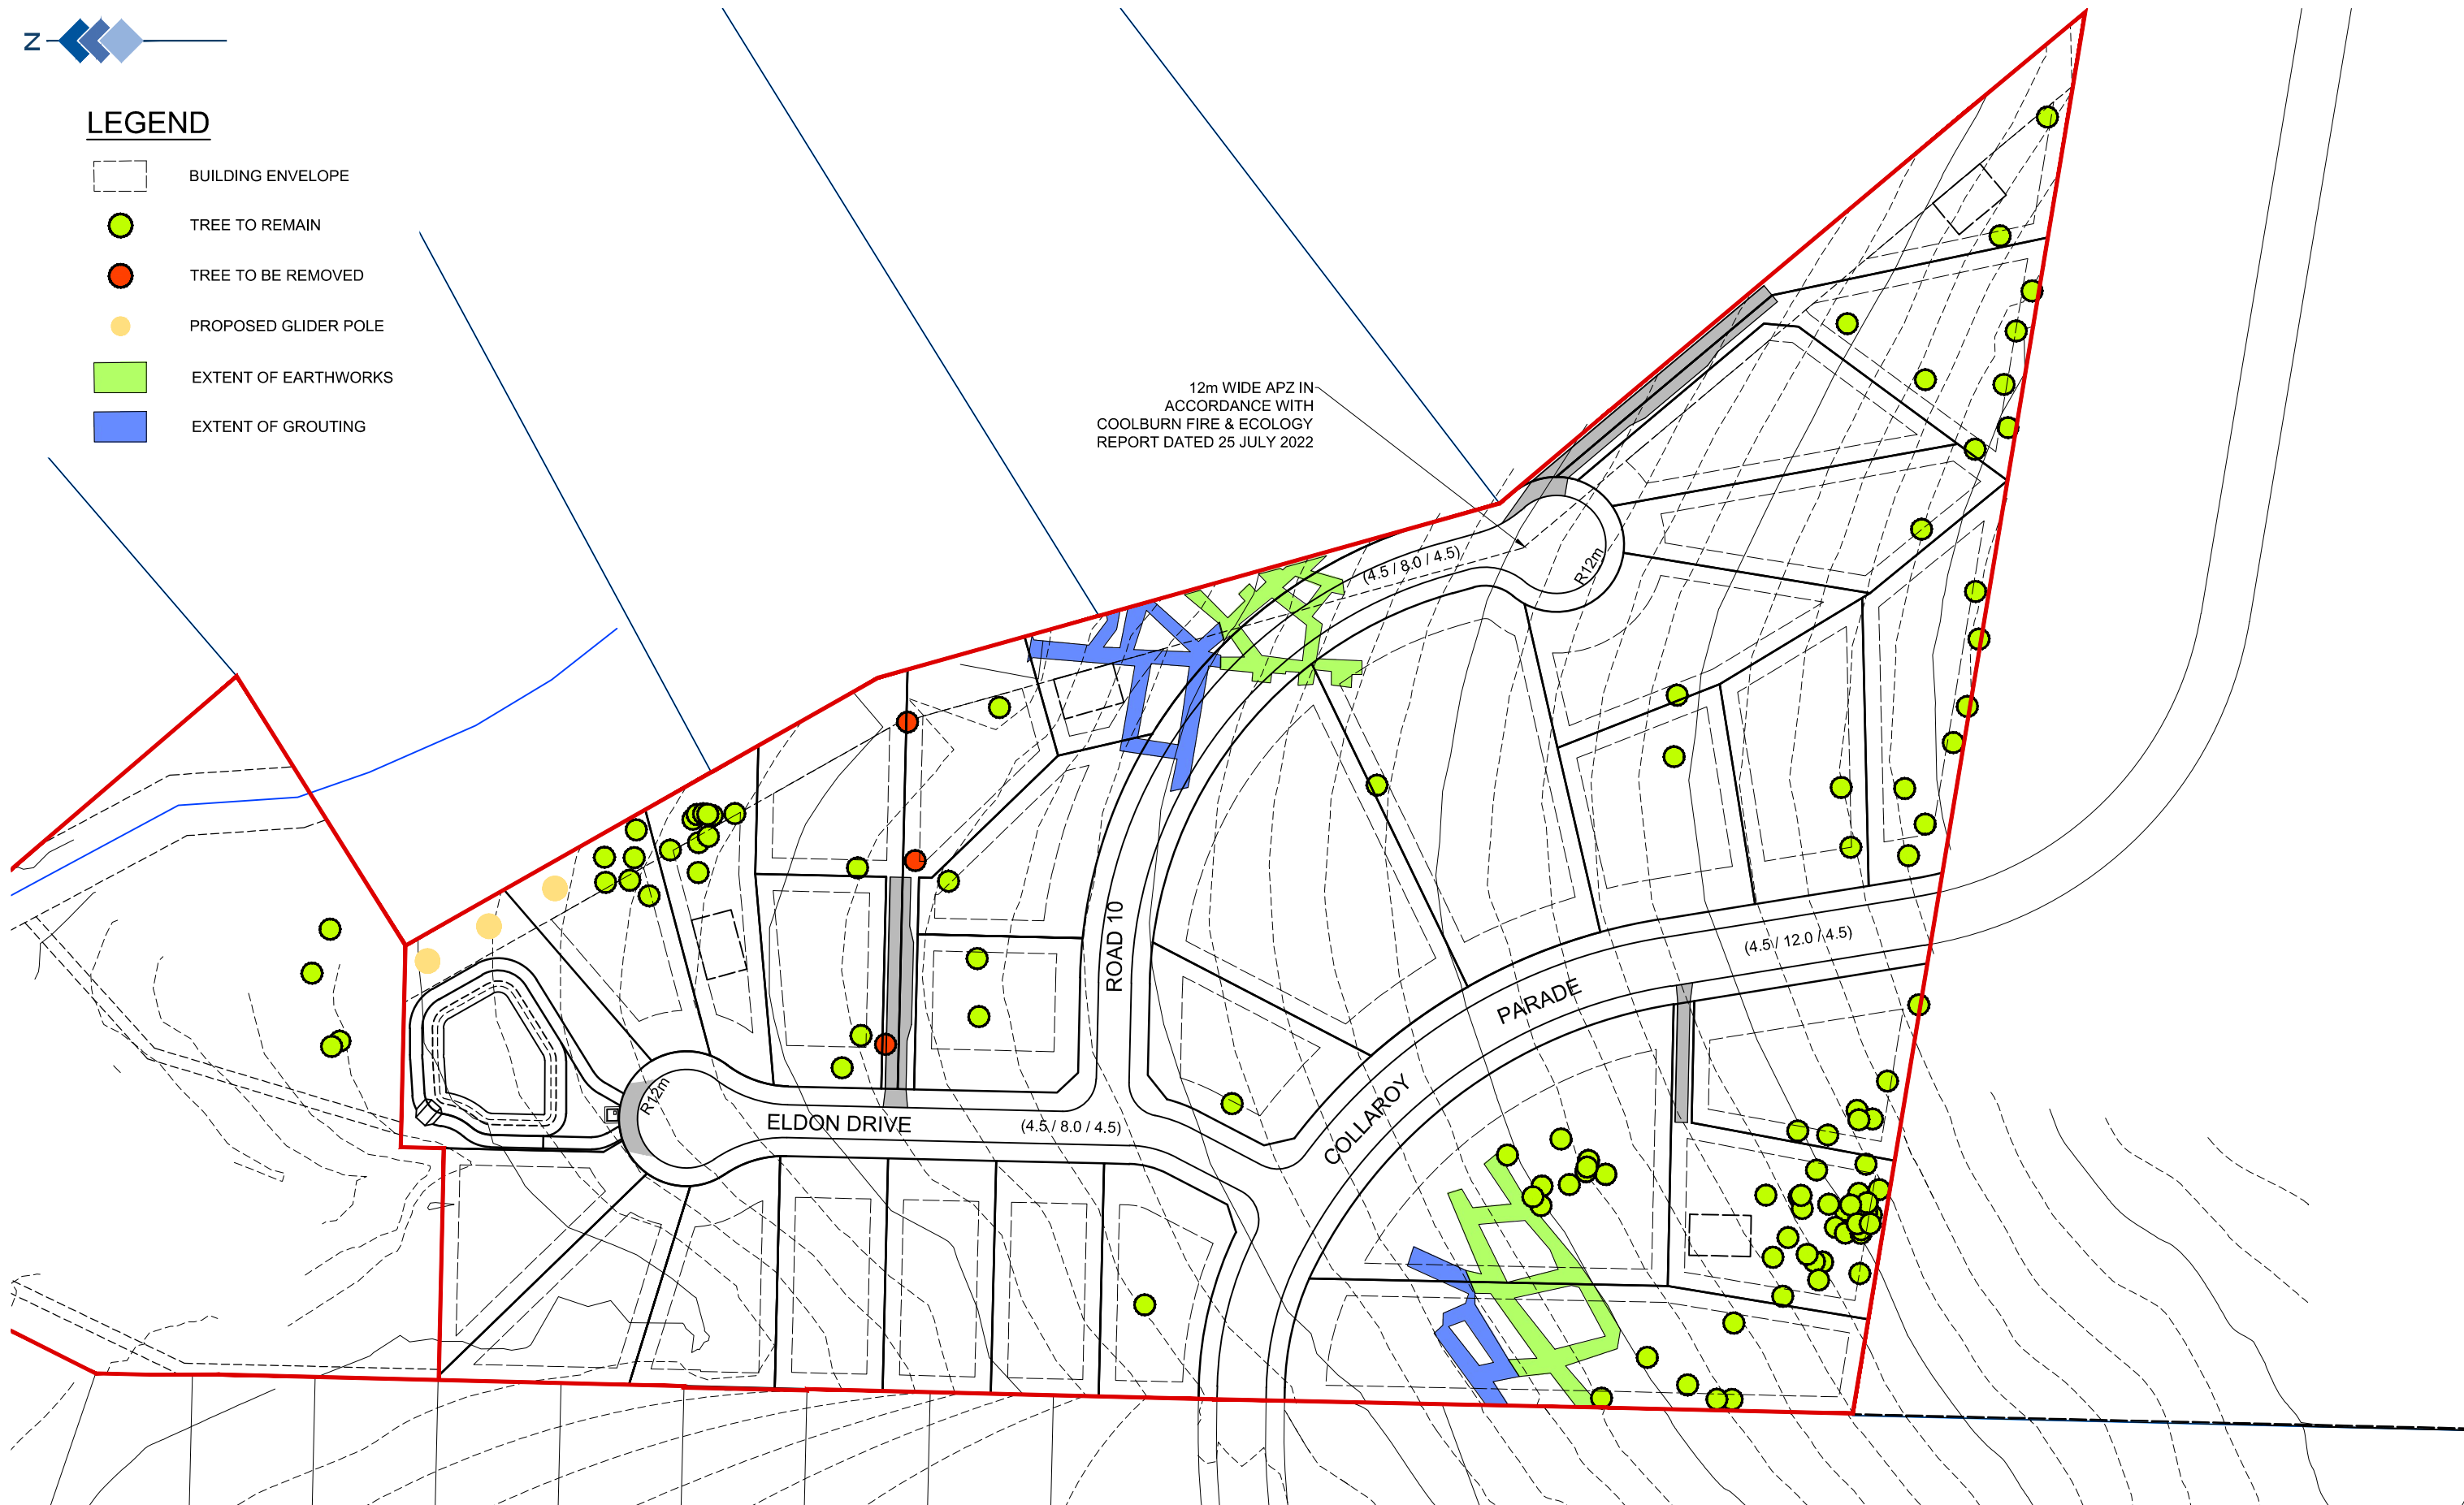 Z
LEGEND
BUILDING ENVELOPE
TREE TO REMAIN
TREE TO BE REMOVED
PROPOSED GLIDER POLE
EXTENT OF EARTHWORKS
EXTENT OF GROUTING
12m WIDE APZ IN
ACCORDANCE WITH
COOLBURN FIRE & ECOLOGY
REPORT DATED 25 JULY 2022
(4.5 / 8.0 / 4.5)
R12m
ROAD 10
(4.5 / 12.0 / 4.5)
COLLAROY PARADE
R12m
ELDON DRIVE
(4.5 / 8.0 / 4.5)